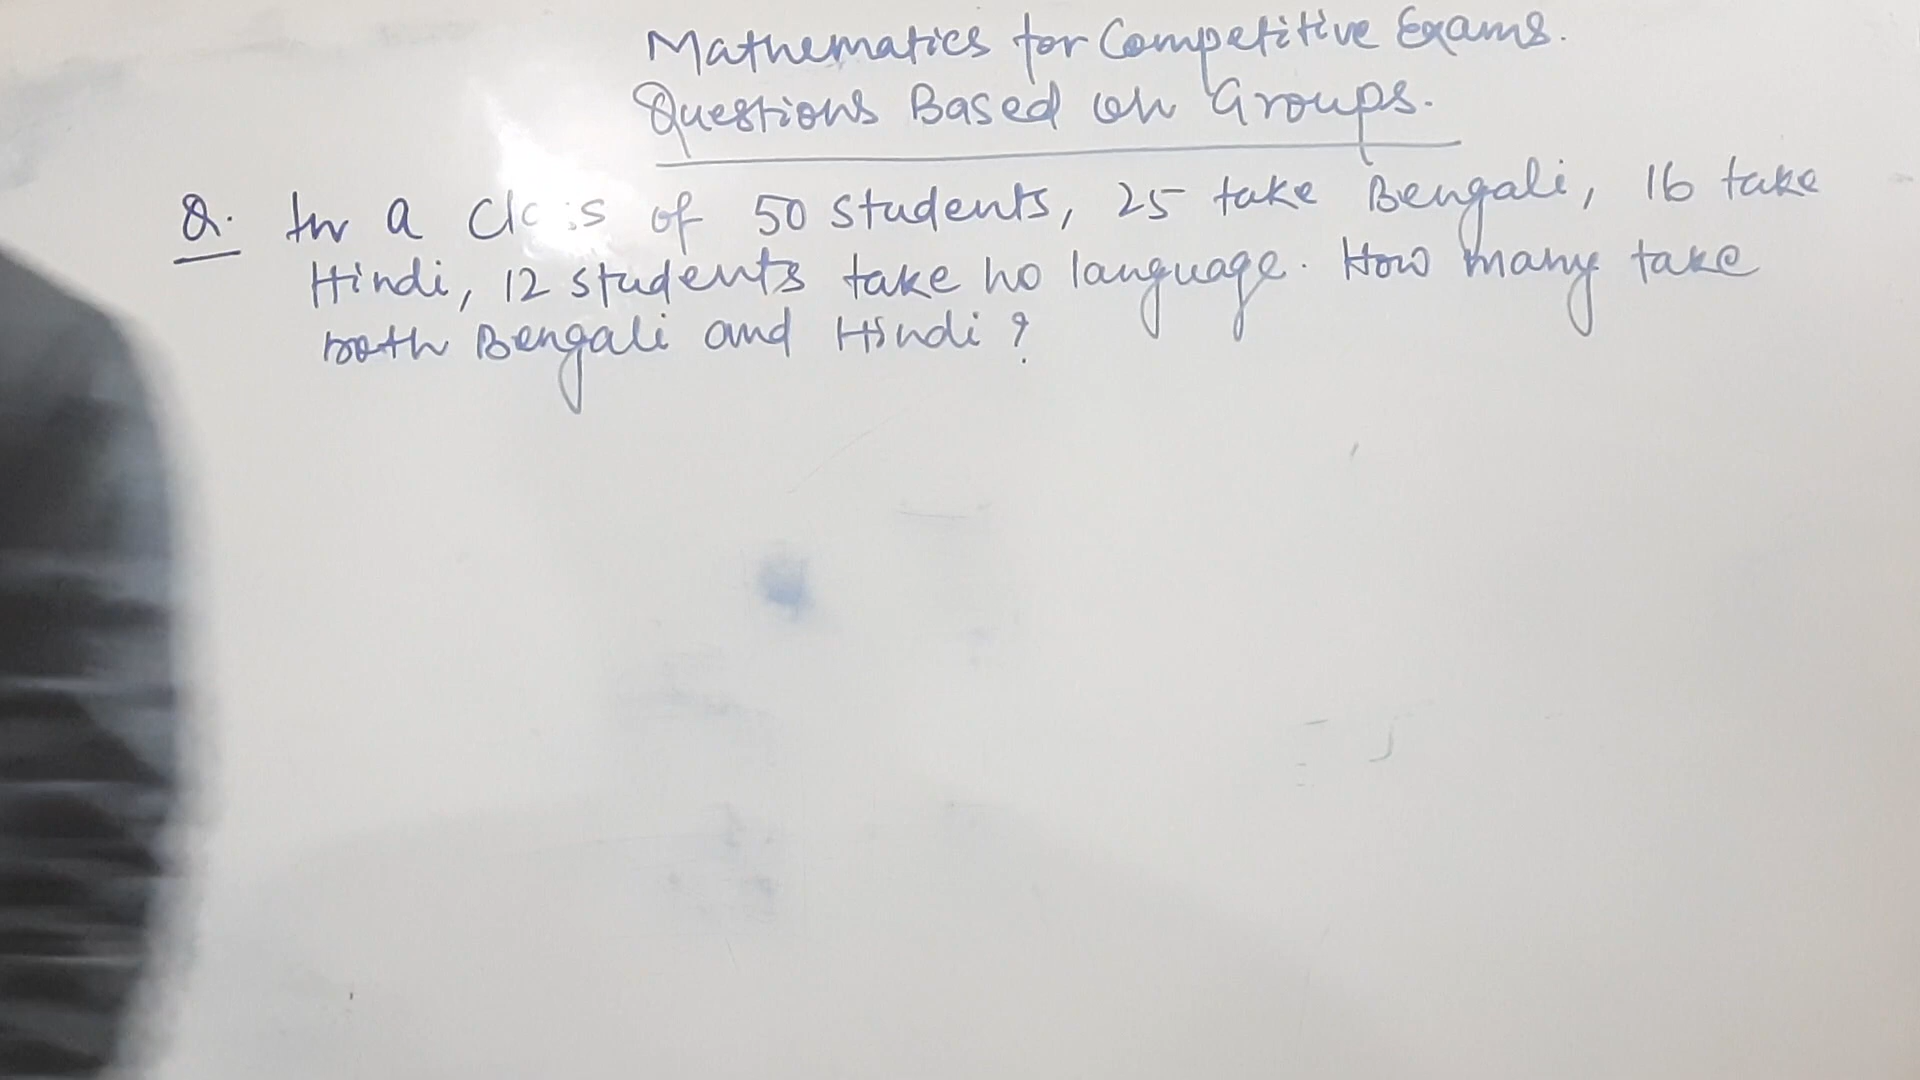 Mathematics for Competitive Exams.
Questions Based on Groups.
Q. In a Class of 50 students, 25 take Bengali, 16 take
Hindi, 12 students take no language. How many take
both Bengali and Hindi?